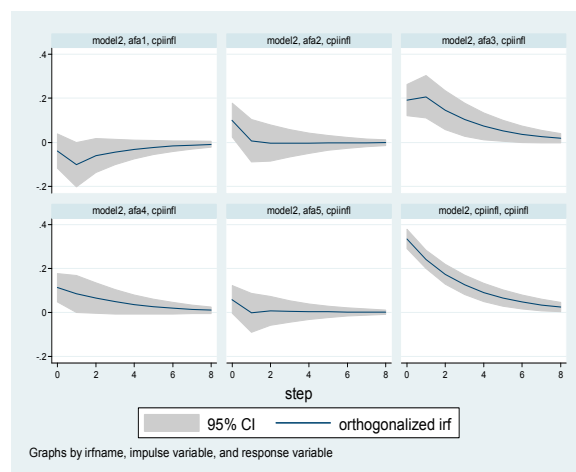 model2, afa1, cpiinfl
model2, afa2, cpiinfl
model2, afa3, cpiinfl
.4
.2
0
-.2
model2, afa4, cpiinfl
model2, afa5, cpiinfl
model2, cpiinfl, cpiinfl
.4
.2
0
-.2
0 2 4 6 8
0 2 4 6 8
0 2 4 6 8
step
95% CI
orthogonalized irf
Graphs by irfname, impulse variable, and response variable